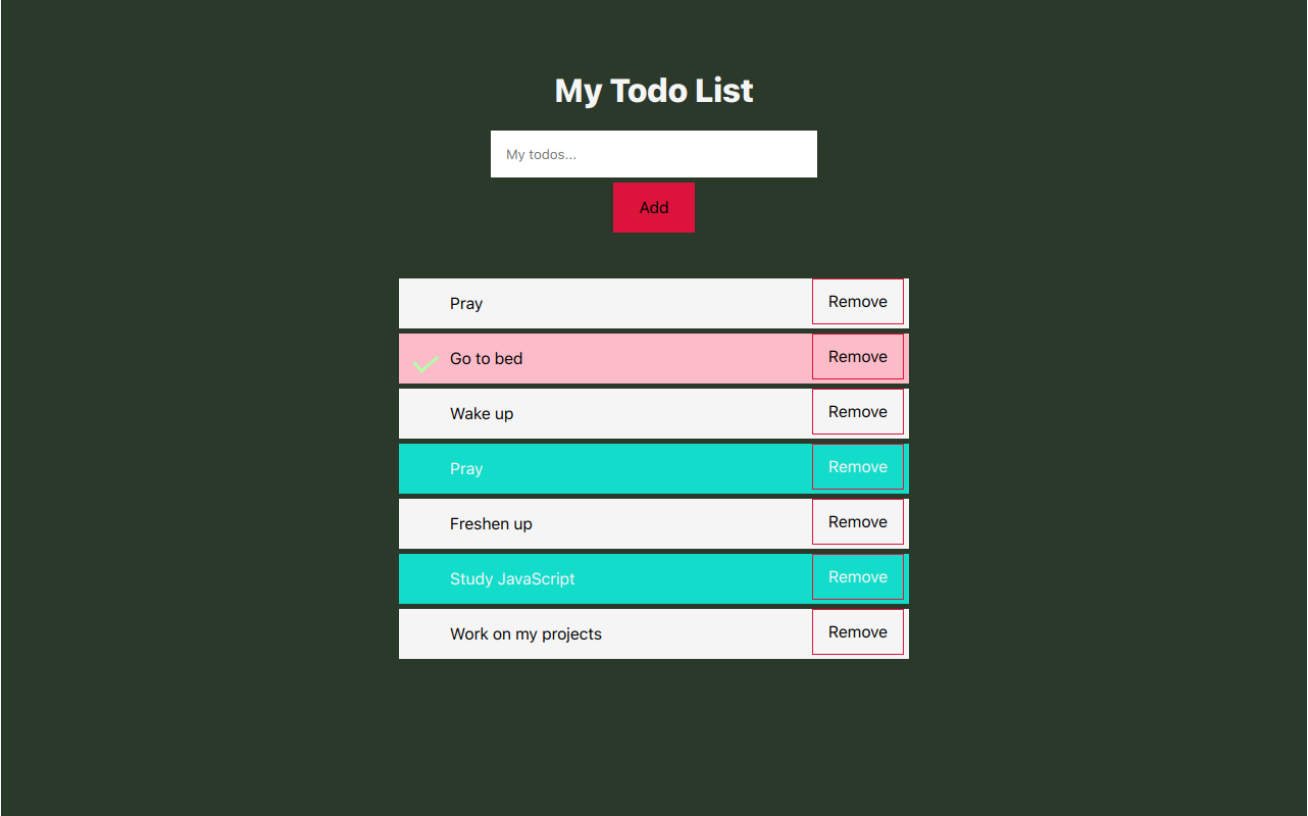 My Todo List
My todos...
Add
Pray Remove
Go to bed Remove
Wake up Remove
Pray Remove
Freshen up Remove
Study JavaScript Remove
Work on my projects Remove